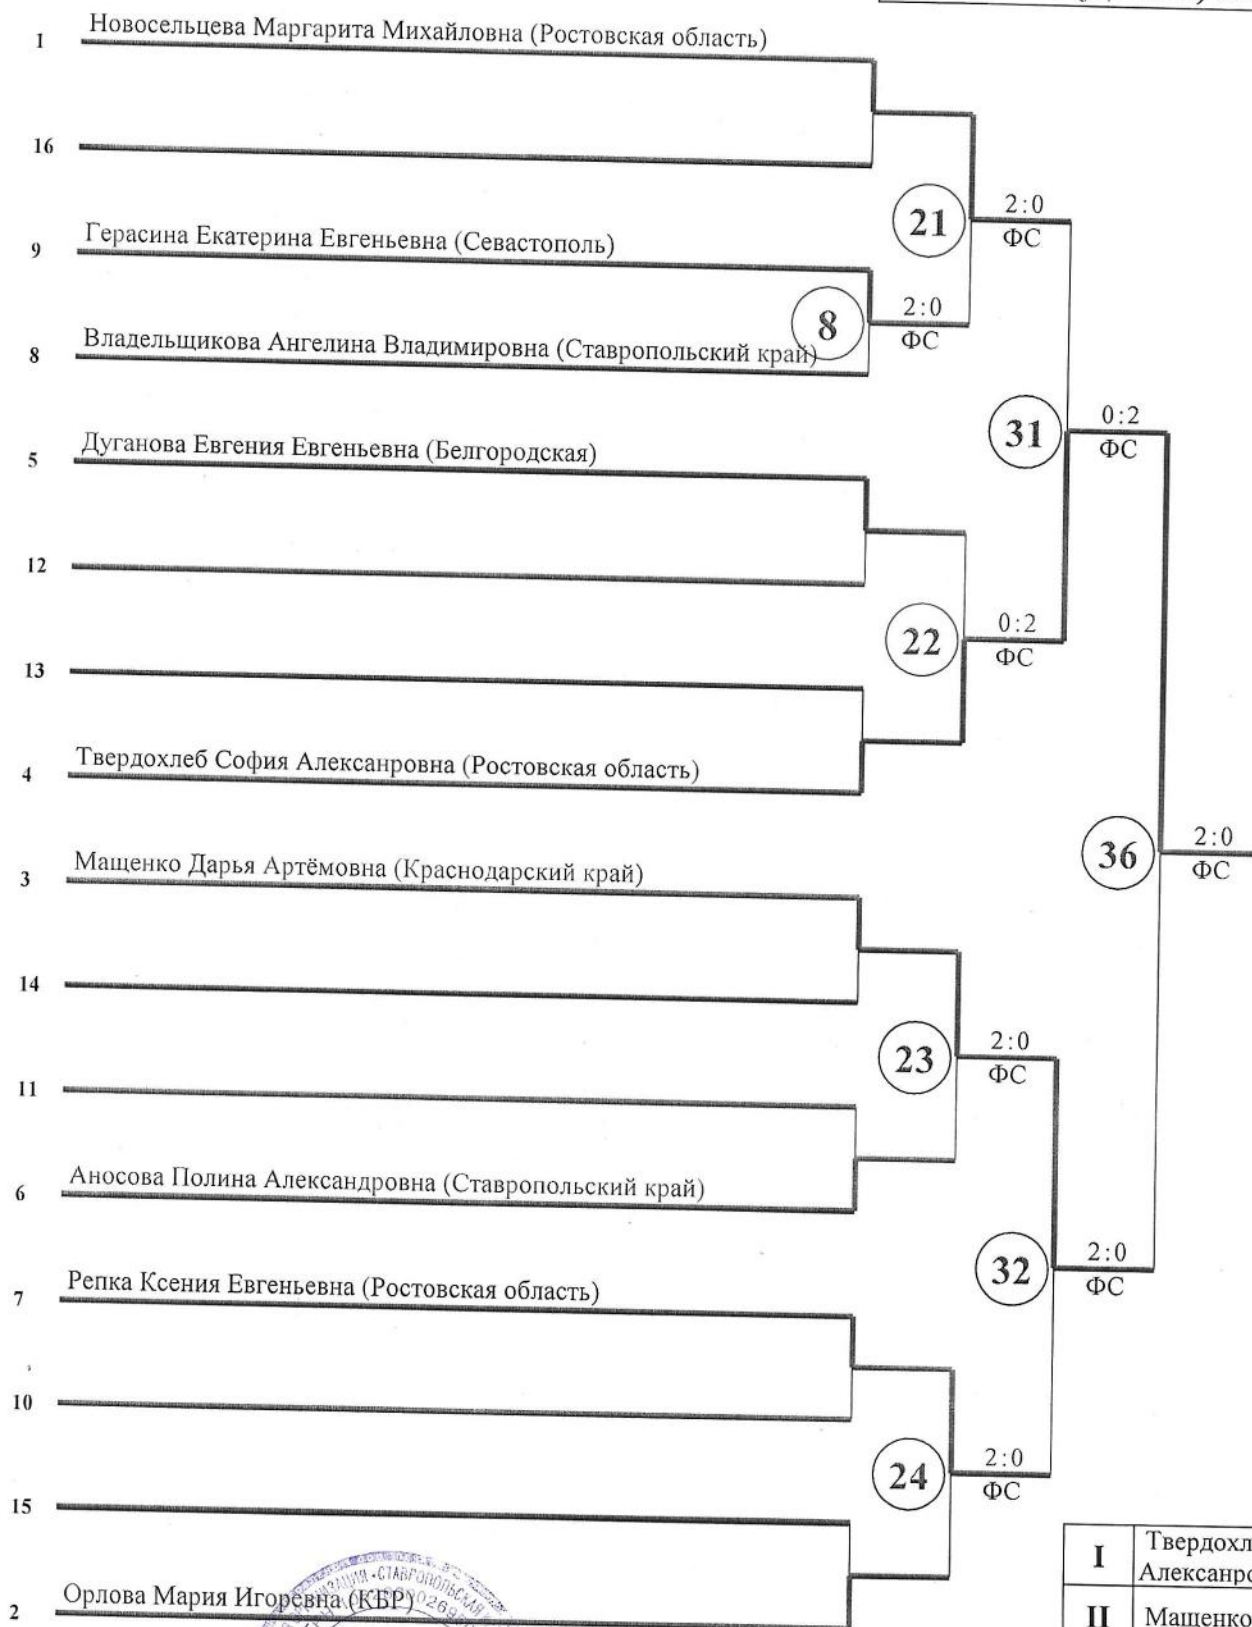 1 Новосельцева Маргарита Михайловна (Ростовская область)
16
21 2:0
ФС
9 Герасина Екатерина Евгеньевна (Севастополь)
8 2:0
ФС
8 Владельщикова Ангелина Владимировна (Ставропольский край)
31 0:2
ФС
5 Дуганова Евгения Евгеньевна (Белгородская)
12
22 0:2
ФС
13
4 Твердохлеб София Алексанровна (Ростовская область)
36 2:0
ФС
3 Мащенко Дарья Артёмовна (Краснодарский край)
14
23 2:0
ФС
11
6 Аносова Полина Александровна (Ставропольский край)
32 2:0
ФС
7 Репка Ксения Евгеньевна (Ростовская область)
10
24 2:0
ФС
15
2 Орлова Мария Игоревна (КБР)
I Твердохл
Алексанро
II Мащенко